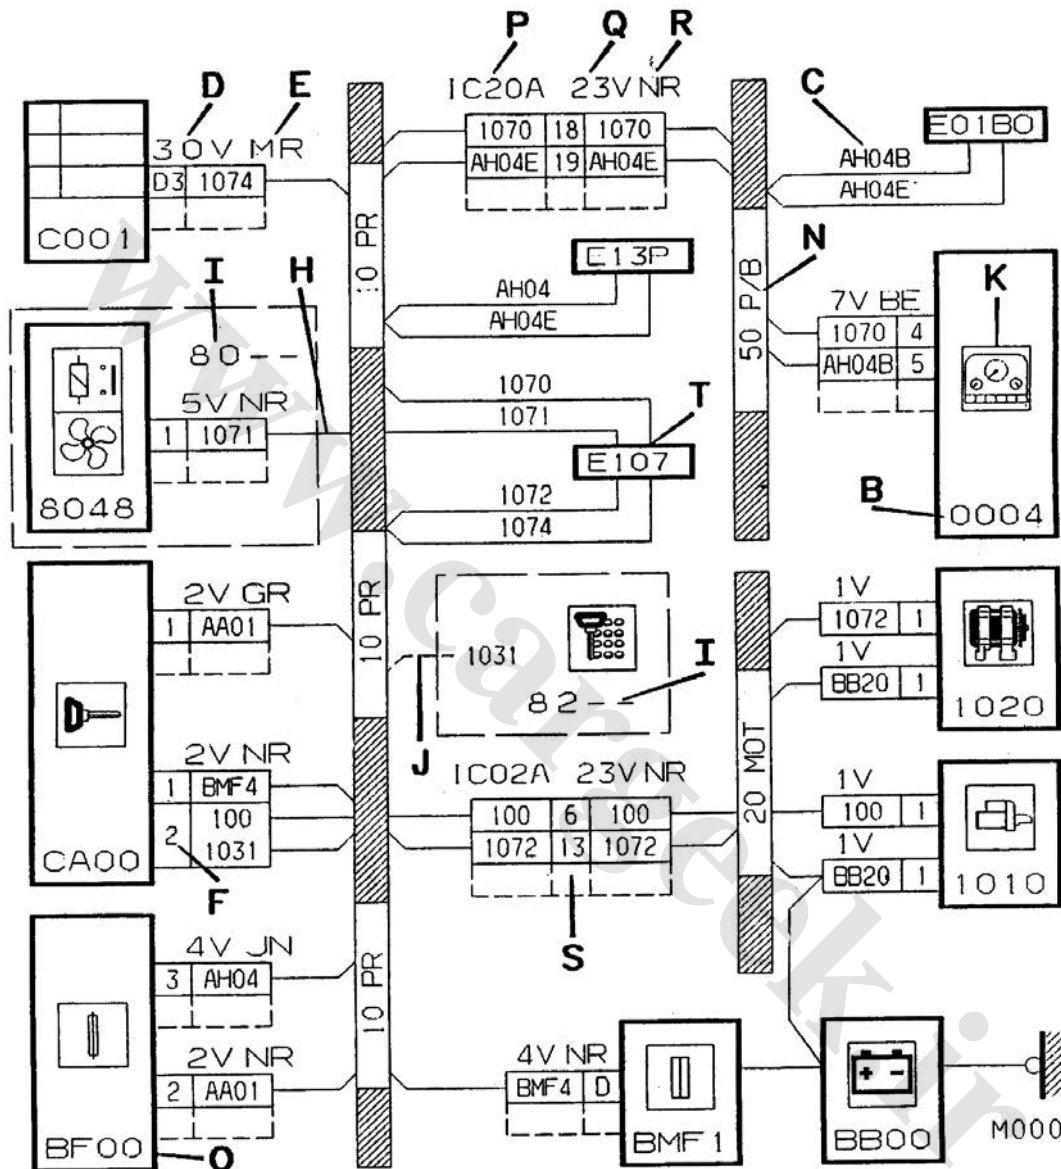 P Q R
D E
IC20A 23V NR
C
E01B0
1070 18 1070
AH04E 19 AH04E
AH04B
AH04E
30V MR
D3 1074
C001
10 PR
I
H
E13P
AH04
AH04E
N
50 P/B
K
7V BE
1070 4
AH04B 5
80--
5V NR
1 1071
8048
1070
1071
T
E107
1072
1074
B
0004
2V GR
1 AA01
10 PR
1031
I
82--
J
1V
1072 1
1V
BB20 1
1020
2V NR
1 BMF4
2 100
1031
CA00
F
IC02A 23V NR
100 6 100
1072 13 1072
S
20 MOT
1V
100 1
1V
BB20 1
1010
4V JN
3 AH04
10 PR
2V NR
2 AA01
BF00
O
4V NR
BMF4 D
BMF1
+ -
BB00
M000
www.cargeek.ir